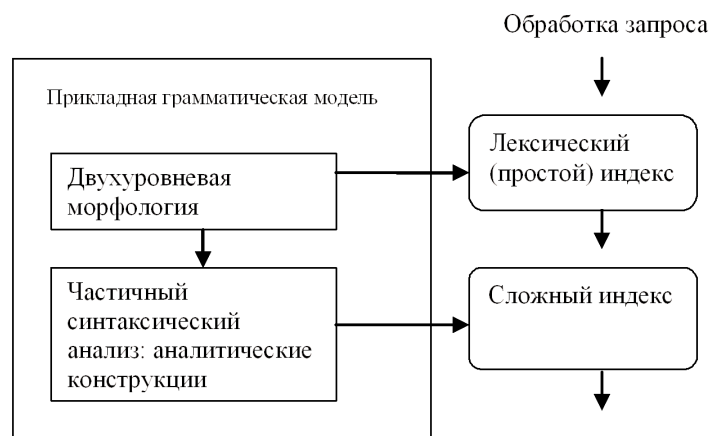 Обработка запроса
Прикладная грамматическая модель
Лексический
(простой) индекс
Двухуровневая
морфология
Частичный
синтаксический
анализ: аналитические
конструкции
Сложный индекс